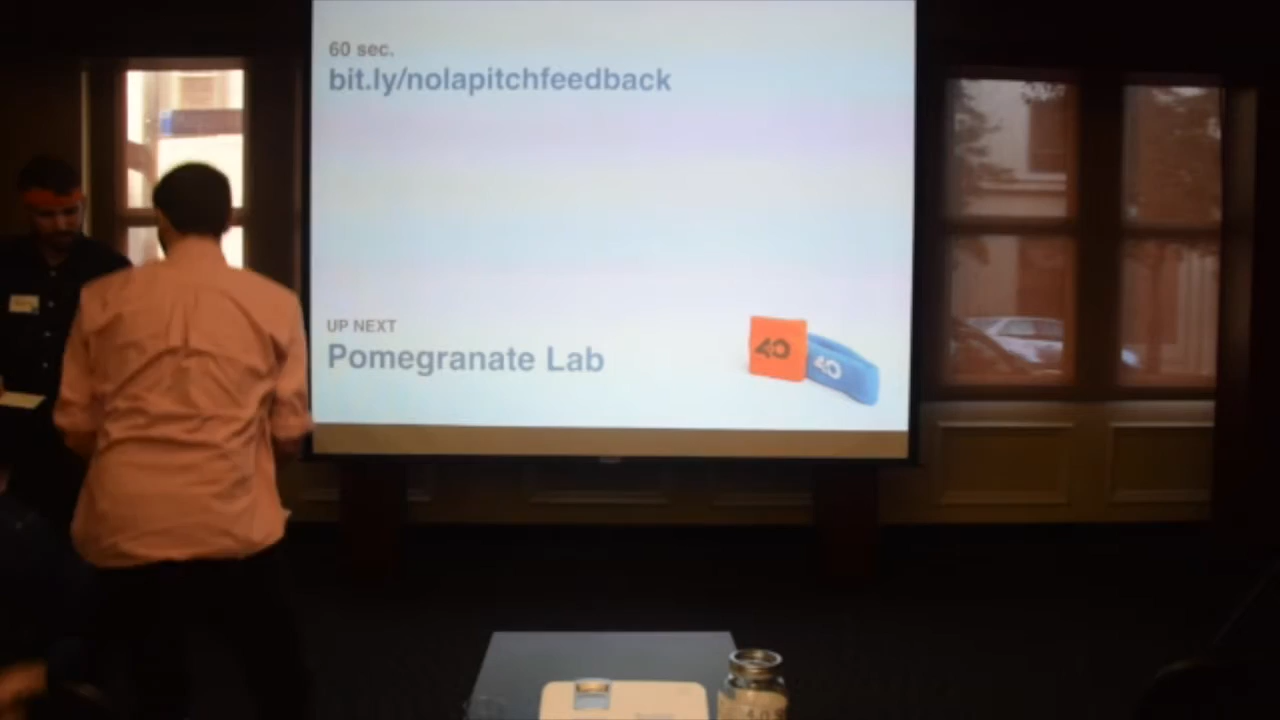 60 sec.
bit.ly/nolapitchfeedback
UP NEXT
Pomegranate Lab
40
40